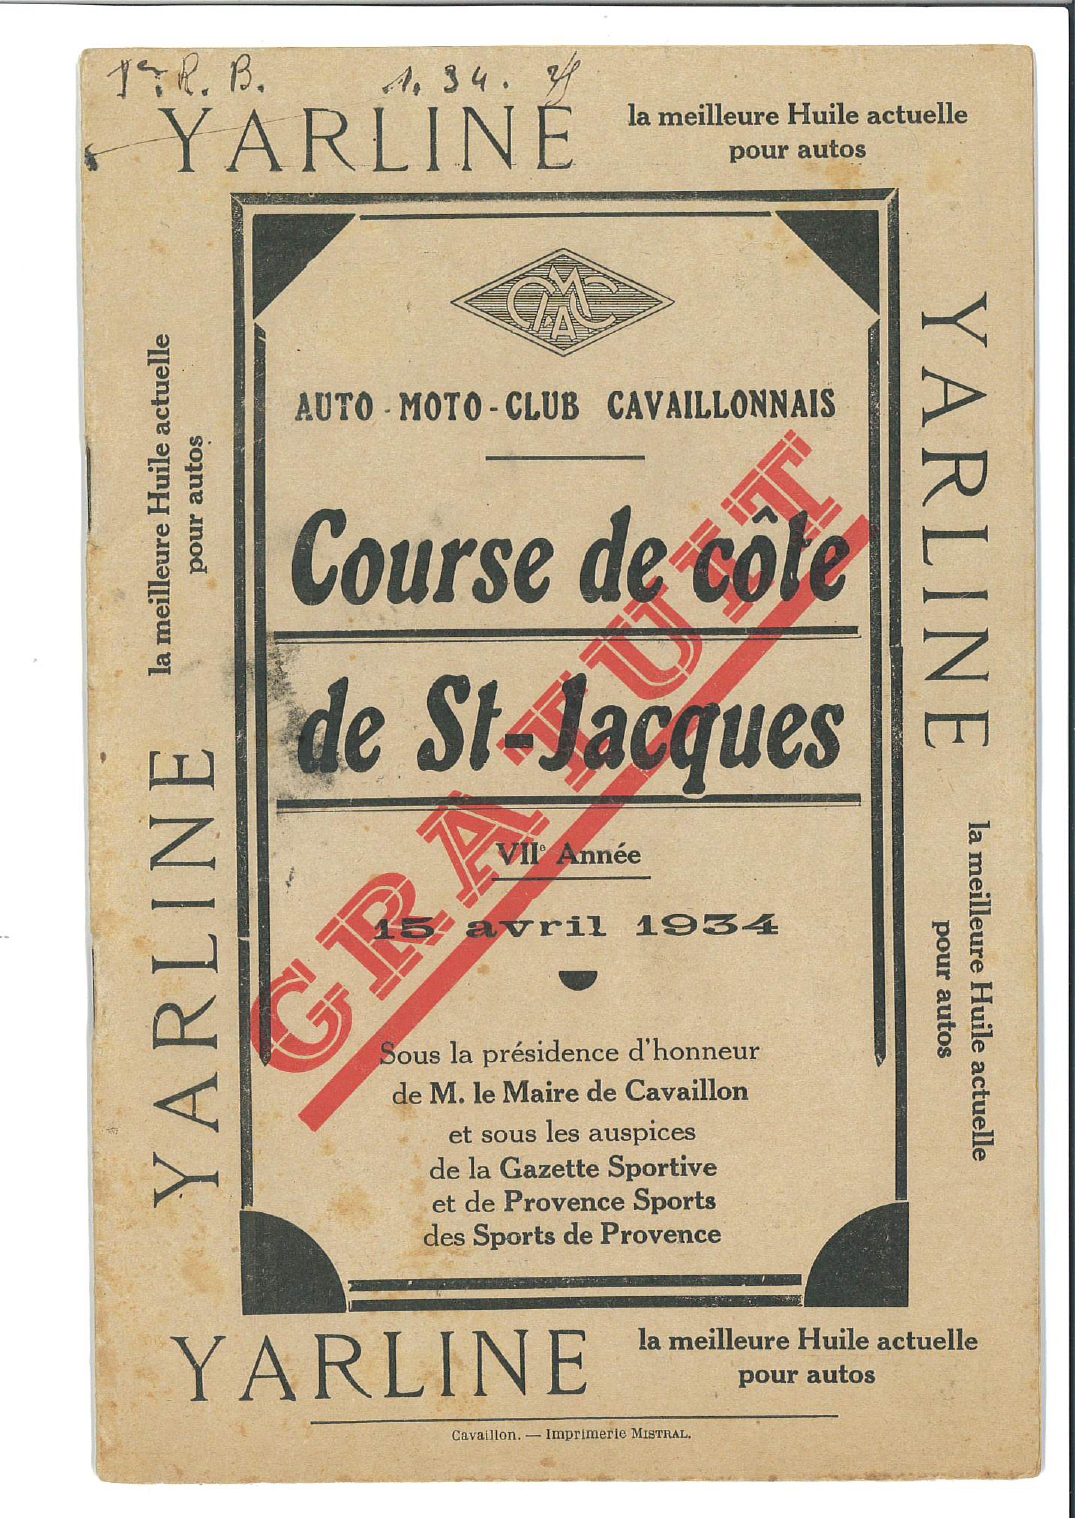 R. B. 1. 34.
YARLINE
la meilleure Huile actuelle
pour autos
AMCC
AUTO - MOTO - CLUB CAVAILLONNAIS
Course de côte
de St-Jacques
GRATUIT
VIIe Année
15 avril 1934
Sous la présidence d'honneur
de M. le Maire de Cavaillon
et sous les auspices
de la Gazette Sportive
et de Provence Sports
des Sports de Provence
la meilleure Huile actuelle
pour autos
YARLINE
YARLINE
la meilleure Huile actuelle
pour autos
YARLINE
la meilleure Huile actuelle
pour autos
Cavaillon. — Imprimerie MISTRAL.